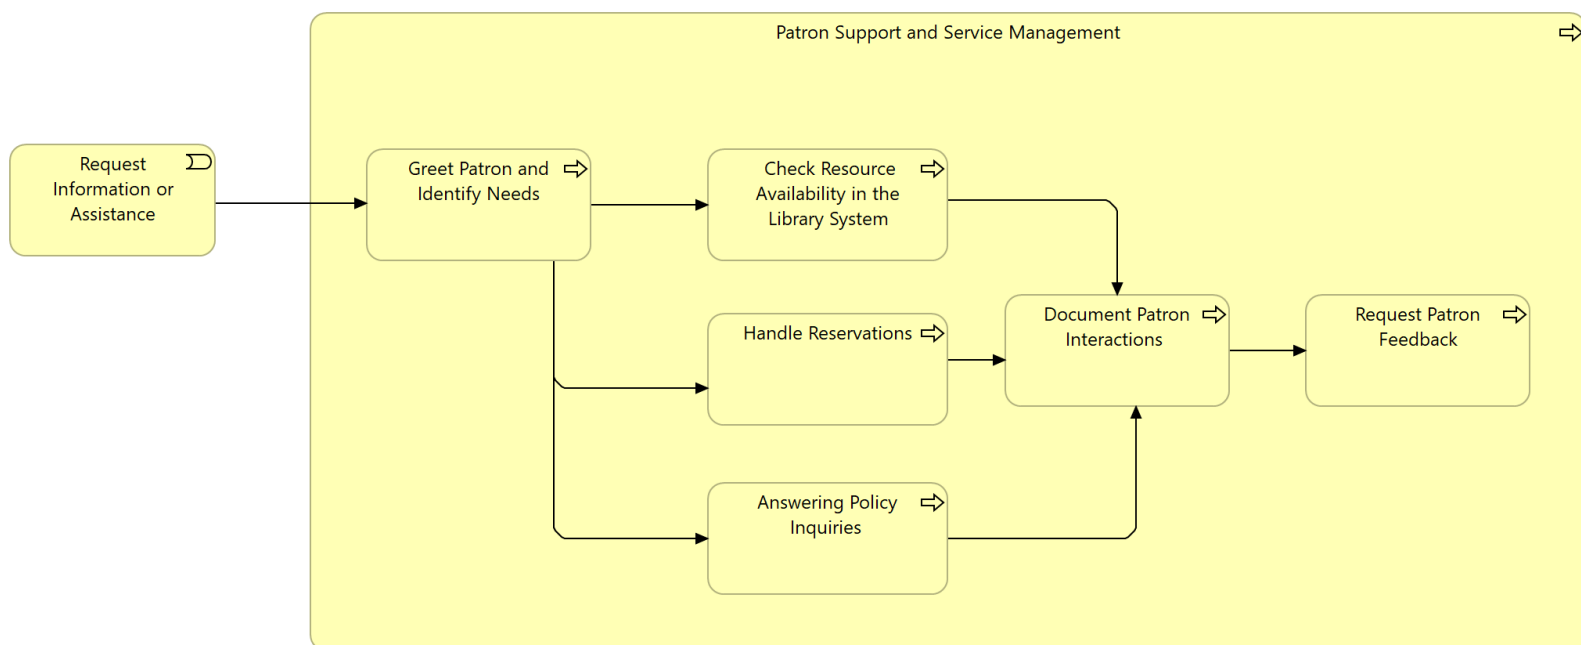 Patron Support and Service Management
Request
Information or
Assistance
Greet Patron and
Identify Needs
Check Resource
Availability in the
Library System
Handle Reservations
Document Patron
Interactions
Request Patron
Feedback
Answering Policy
Inquiries